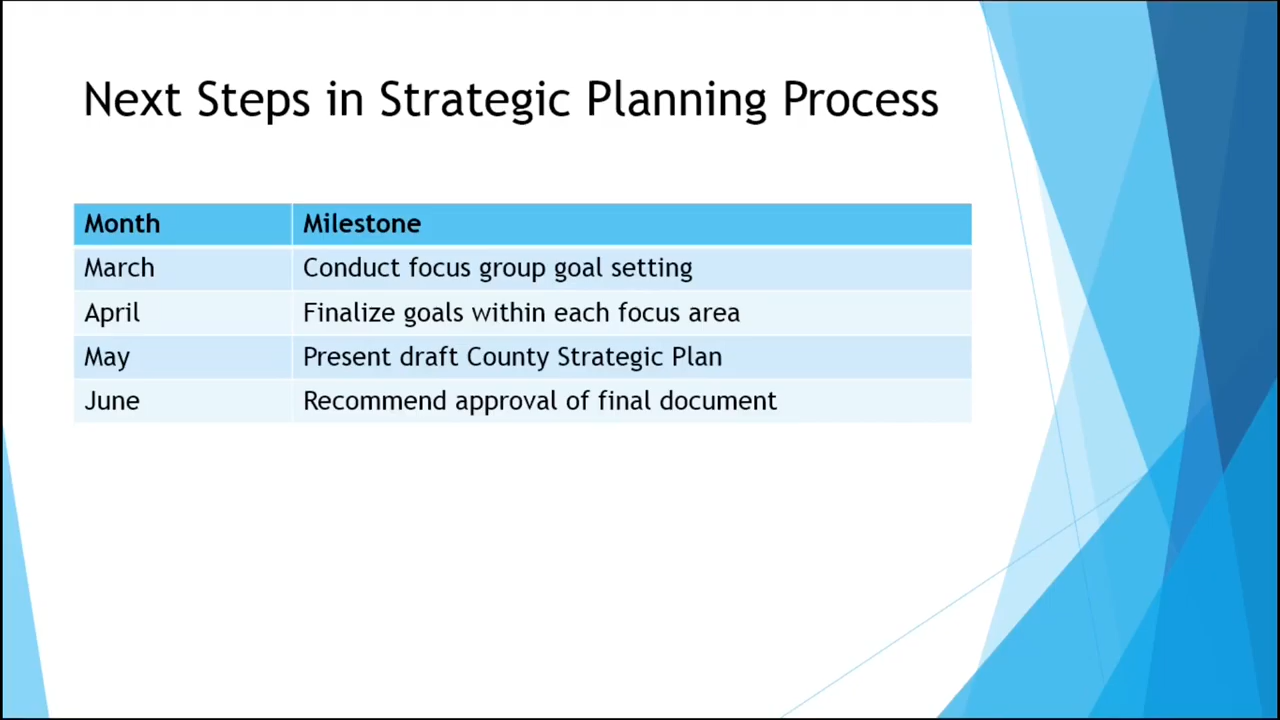 Next Steps in Strategic Planning Process
Month Milestone
March Conduct focus group goal setting
April Finalize goals within each focus area
May Present draft County Strategic Plan
June Recommend approval of final document